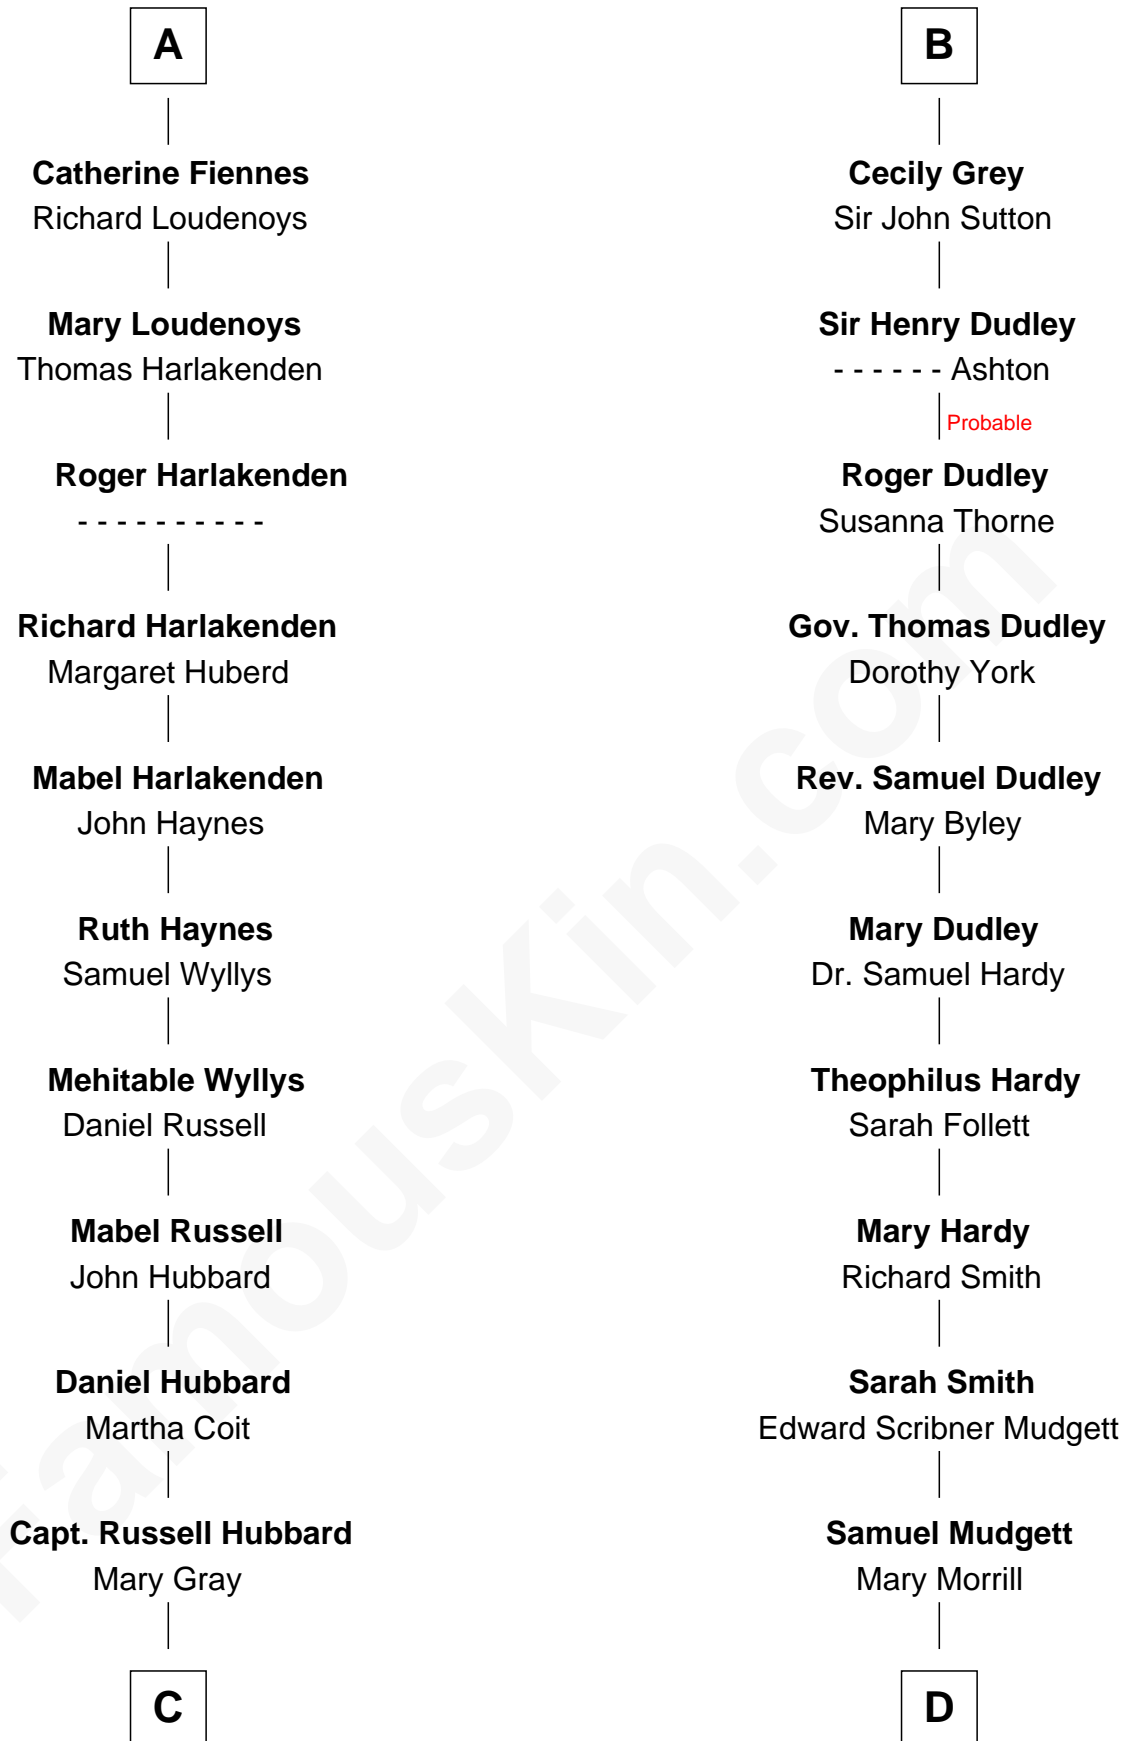 A
Catherine Fiennes
Richard Loudenoys
Mary Loudenoys
Thomas Harlakenden
Roger Harlakenden
- - - - - - - - - -
Richard Harlakenden
Margaret Huberd
Mabel Harlakenden
John Haynes
Ruth Haynes
Samuel Wyllys
Mehitable Wyllys
Daniel Russell
Mabel Russell
John Hubbard
Daniel Hubbard
Martha Coit
Capt. Russell Hubbard
Mary Gray
C
B
Cecily Grey
Sir John Sutton
Sir Henry Dudley
- - - - - - Ashton
Probable
Roger Dudley
Susanna Thorne
Gov. Thomas Dudley
Dorothy York
Rev. Samuel Dudley
Mary Byley
Mary Dudley
Dr. Samuel Hardy
Theophilus Hardy
Sarah Follett
Mary Hardy
Richard Smith
Sarah Smith
Edward Scribner Mudgett
Samuel Mudgett
Mary Morrill
D
FamousKin.com